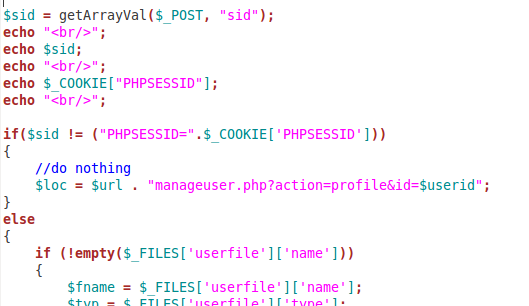 $sid = getArrayVal($_POST, "sid");
echo "<br/>";
echo $sid;
echo "<br/>";
echo $_COOKIE["PHPSESSID"];
echo "<br/>";
if($sid != ("PHPSESSID=".$_COOKIE['PHPSESSID']))
{
//do nothing
$loc = $url . "manageuser.php?action=profile&id=$userid";
}
else
{
if (!empty($_FILES['userfile']['name']))
{
$fname = $_FILES['userfile']['name'];
$typ = $_FILES['userfile']['type'];